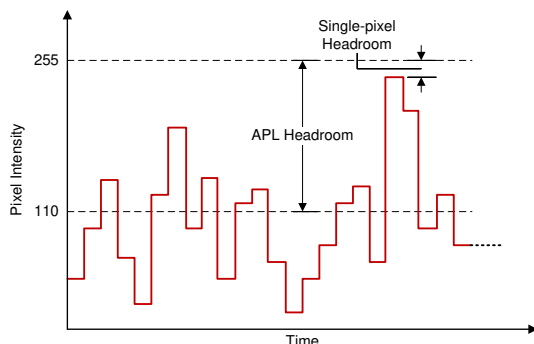 Single-pixel
Headroom
255
APL Headroom
Pixel Intensity
110
Time